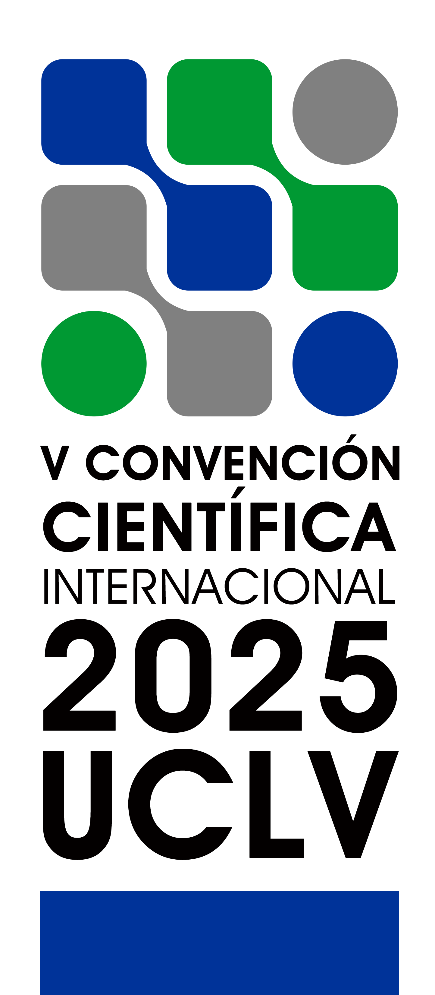 V CONVENCIÓN
CIENTÍFICA
INTERNACIONAL
2025
UCLV